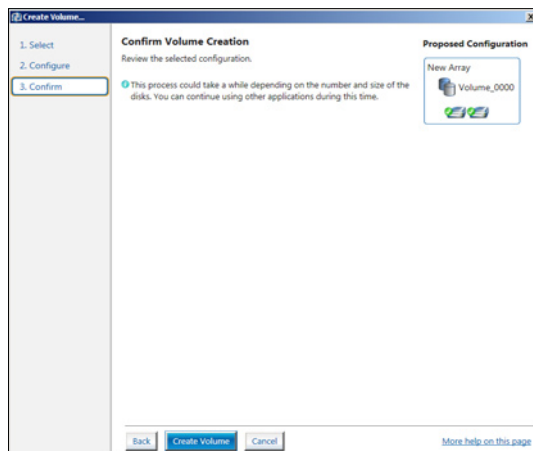 Create Volume...
X
1. Select
2. Configure
3. Confirm
Confirm Volume Creation
Review the selected configuration.
This process could take a while depending on the number and size of the
disks. You can continue using other applications during this time.
Proposed Configuration
New Array
Volume_0000
Back
Create Volume
Cancel
More help on this page